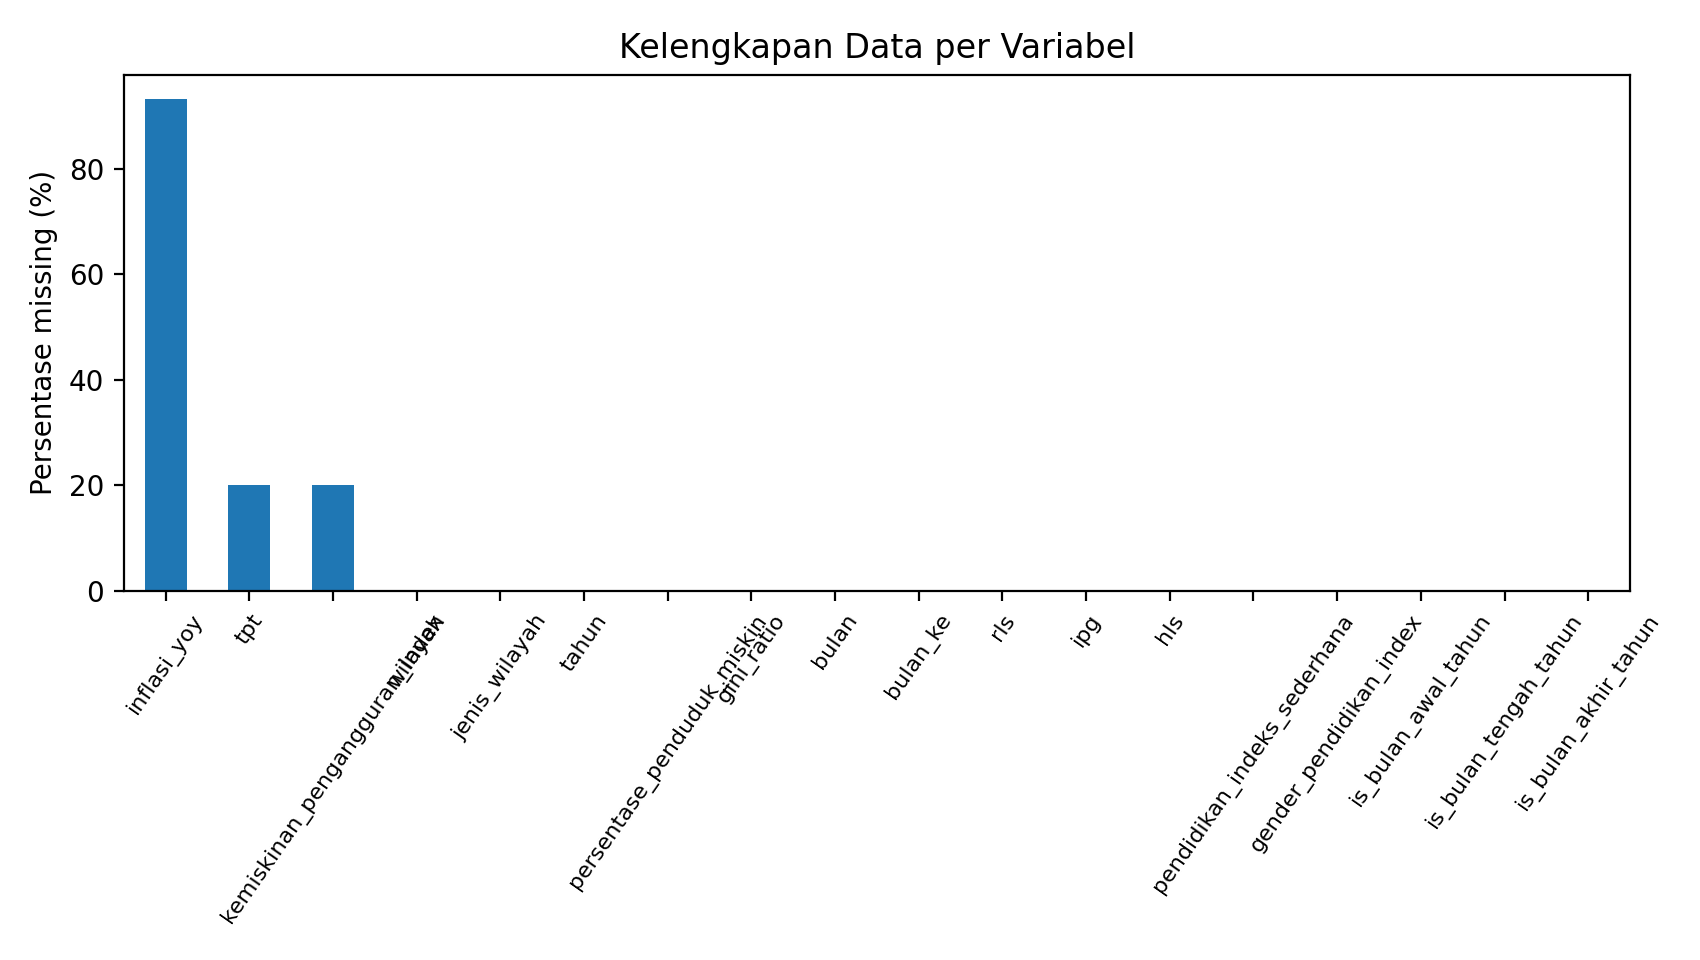 Kelengkapan Data per Variabel
Persentase missing (%)
80
60
40
20
0
inflasi_yoy
tpt
kemiskinan_pengangguran_index
wilayah
jenis_wilayah
tahun
persentase_penduduk_miskin
gini_ratio
bulan
bulan_ke
rls
ipg
hls
pendidikan_indeks_sederhana
gender_pendidikan_index
is_bulan_awal_tahun
is_bulan_tengah_tahun
is_bulan_akhir_tahun